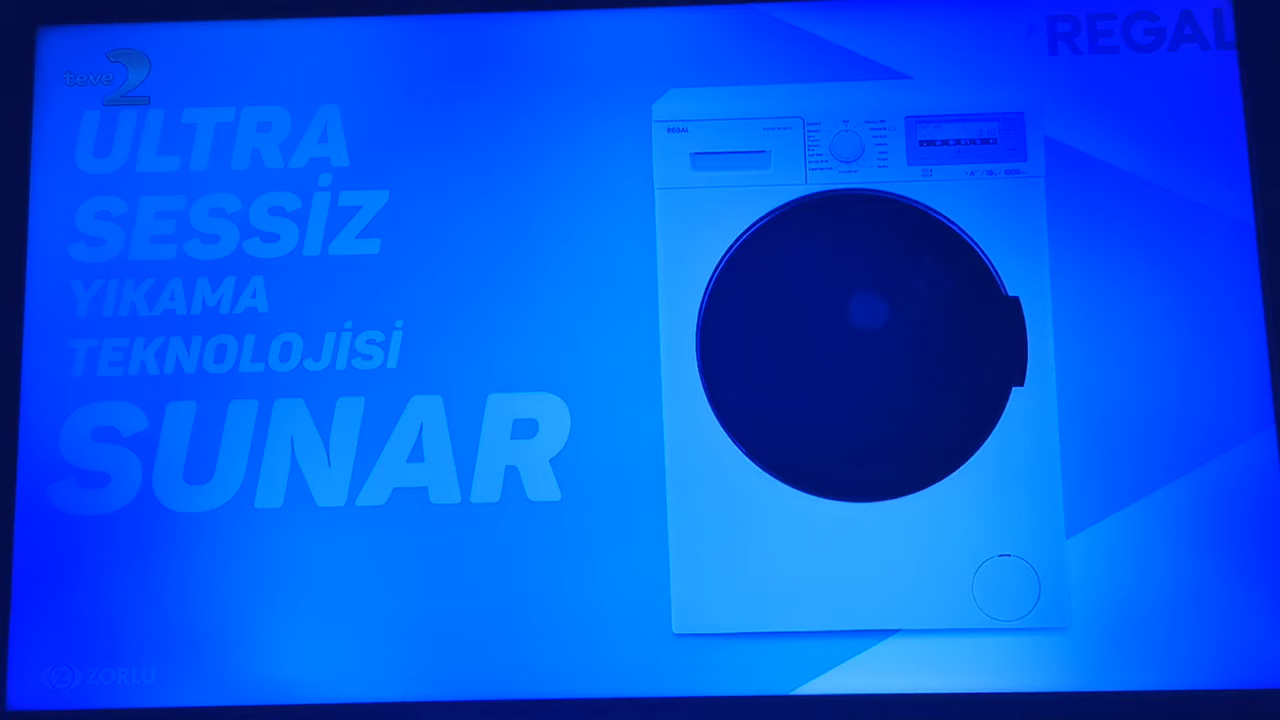 teve2
REGAL
ULTRA
SESSİZ
YIKAMA
TEKNOLOJİSİ
SUNAR
REGAL
ZORLU